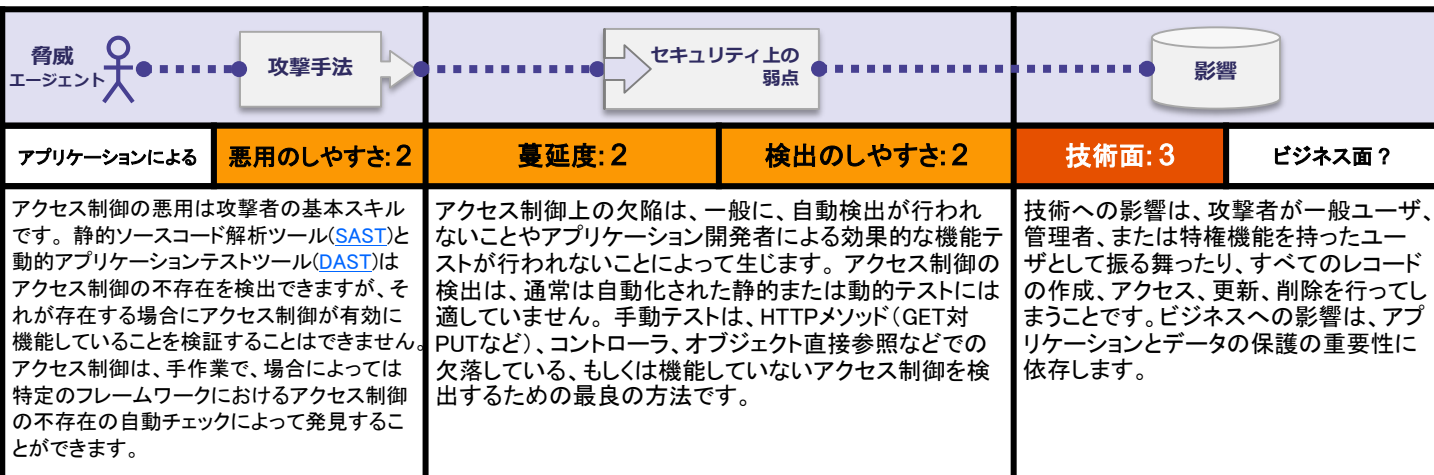 脅威
エージェント
攻撃手法
セキュリティ上の
弱点
影響
アプリケーションによる
悪用のしやすさ: 2
蔓延度: 2
検出のしやすさ: 2
技術面: 3
ビジネス面 ?
アクセス制御の悪用は攻撃者の基本スキル
です。 静的ソースコード解析ツール(SAST)と
動的アプリケーションテストツール(DAST)は
アクセス制御の不存在を検出できますが、そ
れが存在する場合にアクセス制御が有効に
機能していることを検証することはできません。
アクセス制御は、手作業で、場合によっては
特定のフレームワークにおけるアクセス制御
の不存在の自動チェックによって発見するこ
とができます。
アクセス制御上の欠陥は、一般に、自動検出が行われ
ないことやアプリケーション開発者による効果的な機能テ
ストが行われないことによって生じます。 アクセス制御の
検出は、通常は自動化された静的または動的テストには
適していません。 手動テストは、HTTPメソッド（GET対
PUTなど）、コントローラ、オブジェクト直接参照などでの
欠落している、もしくは機能していないアクセス制御を検
出するための最良の方法です。
技術への影響は、攻撃者が一般ユーザ、
管理者、または特権機能を持ったユー
ザとして振る舞ったり、すべてのレコード
の作成、アクセス、更新、削除を行ってし
まうことです。ビジネスへの影響は、アプ
リケーションとデータの保護の重要性に
依存します。